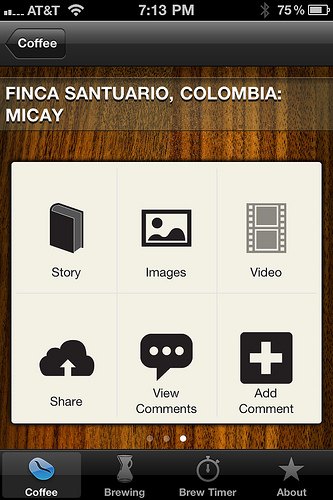 AT&T 7:13 PM 75%
Coffee
FINCA SANTUARIO, COLOMBIA:
MICAY
Story Images Video
Share View Comments Add Comment
Coffee Brewing Brew Timer About